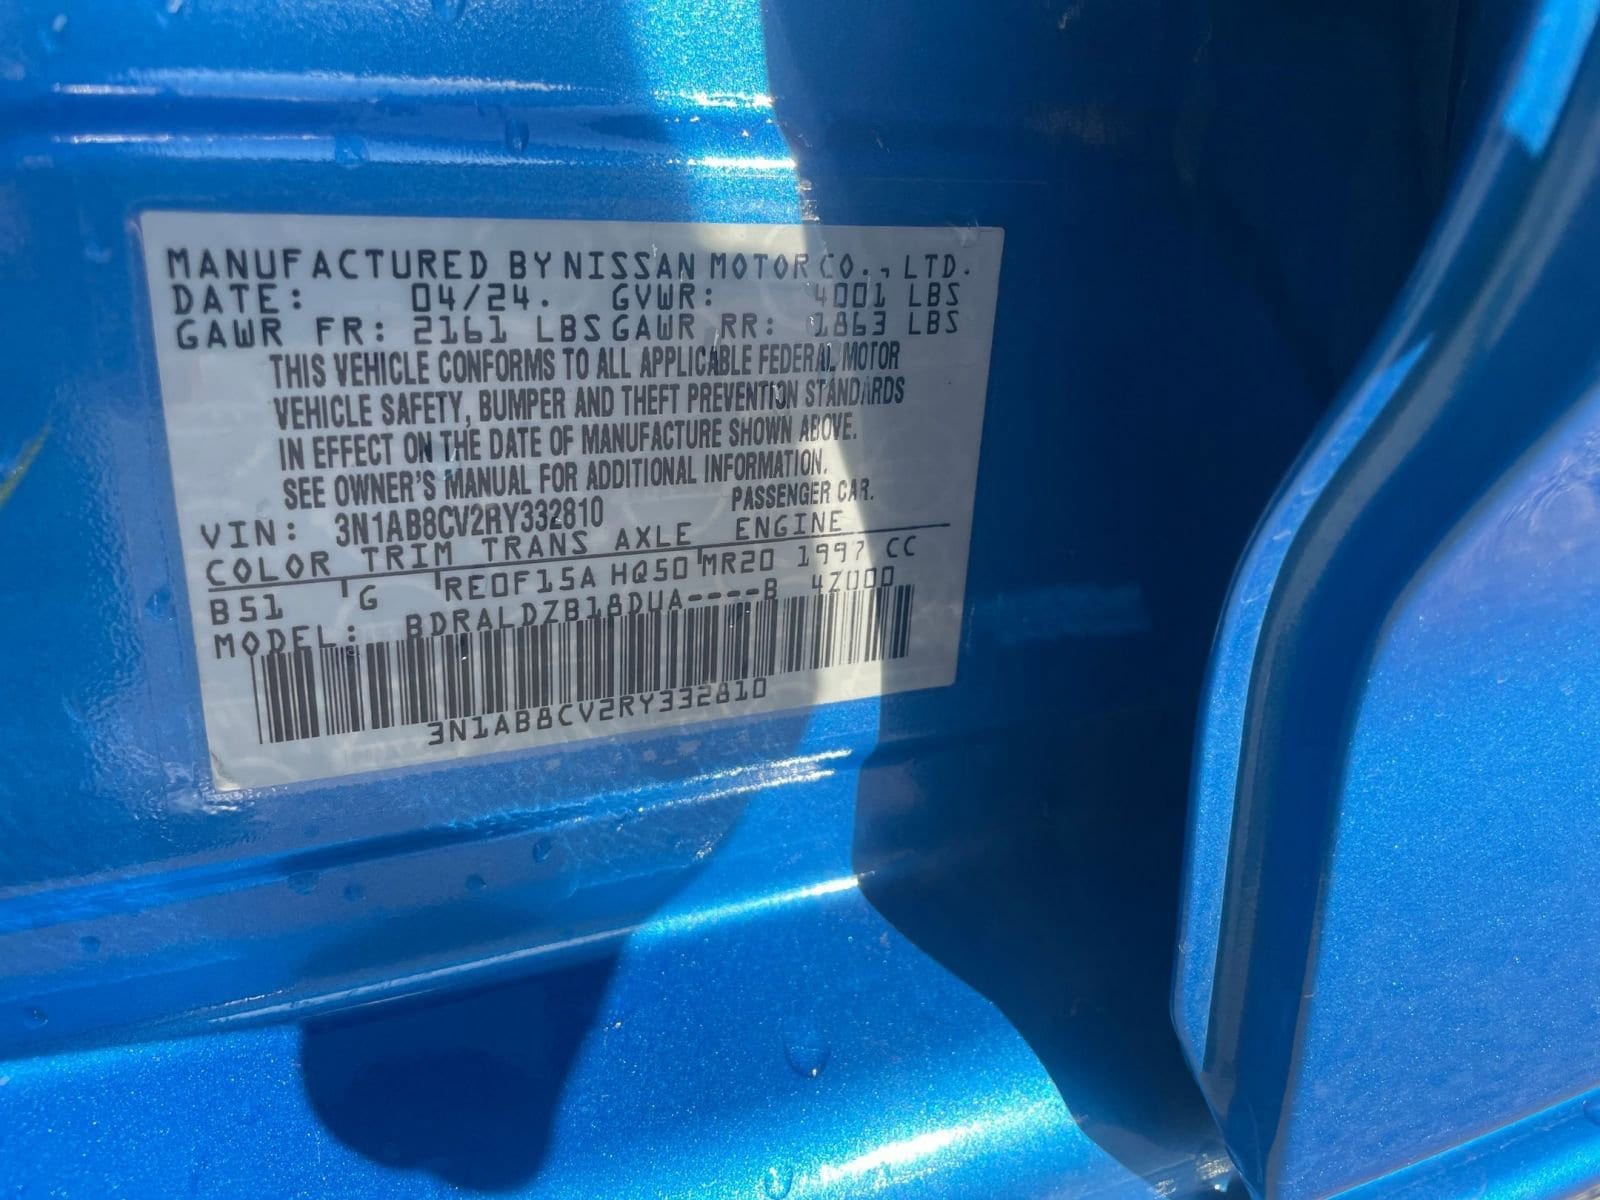 MANUFACTURED BY NISSAN MOTOR CO., LTD.
DATE: 04/24. GVWR: 4001 LBS
GAWR FR: 2161 LBS GAWR RR: 1863 LBS
THIS VEHICLE CONFORMS TO ALL APPLICABLE FEDERAL MOTOR
VEHICLE SAFETY, BUMPER AND THEFT PREVENTION STANDARDS
IN EFFECT ON THE DATE OF MANUFACTURE SHOWN ABOVE.
SEE OWNER'S MANUAL FOR ADDITIONAL INFORMATION.
VIN: 3N1AB8CV2RY332810 PASSENGER CAR.
COLOR TRIM TRANS AXLE ENGINE
B51 G RE0F15A HQ50 MR20 1997 CC
MODEL: BDRALDZB18DUA----B 4Z000
3N1AB8CV2RY332810